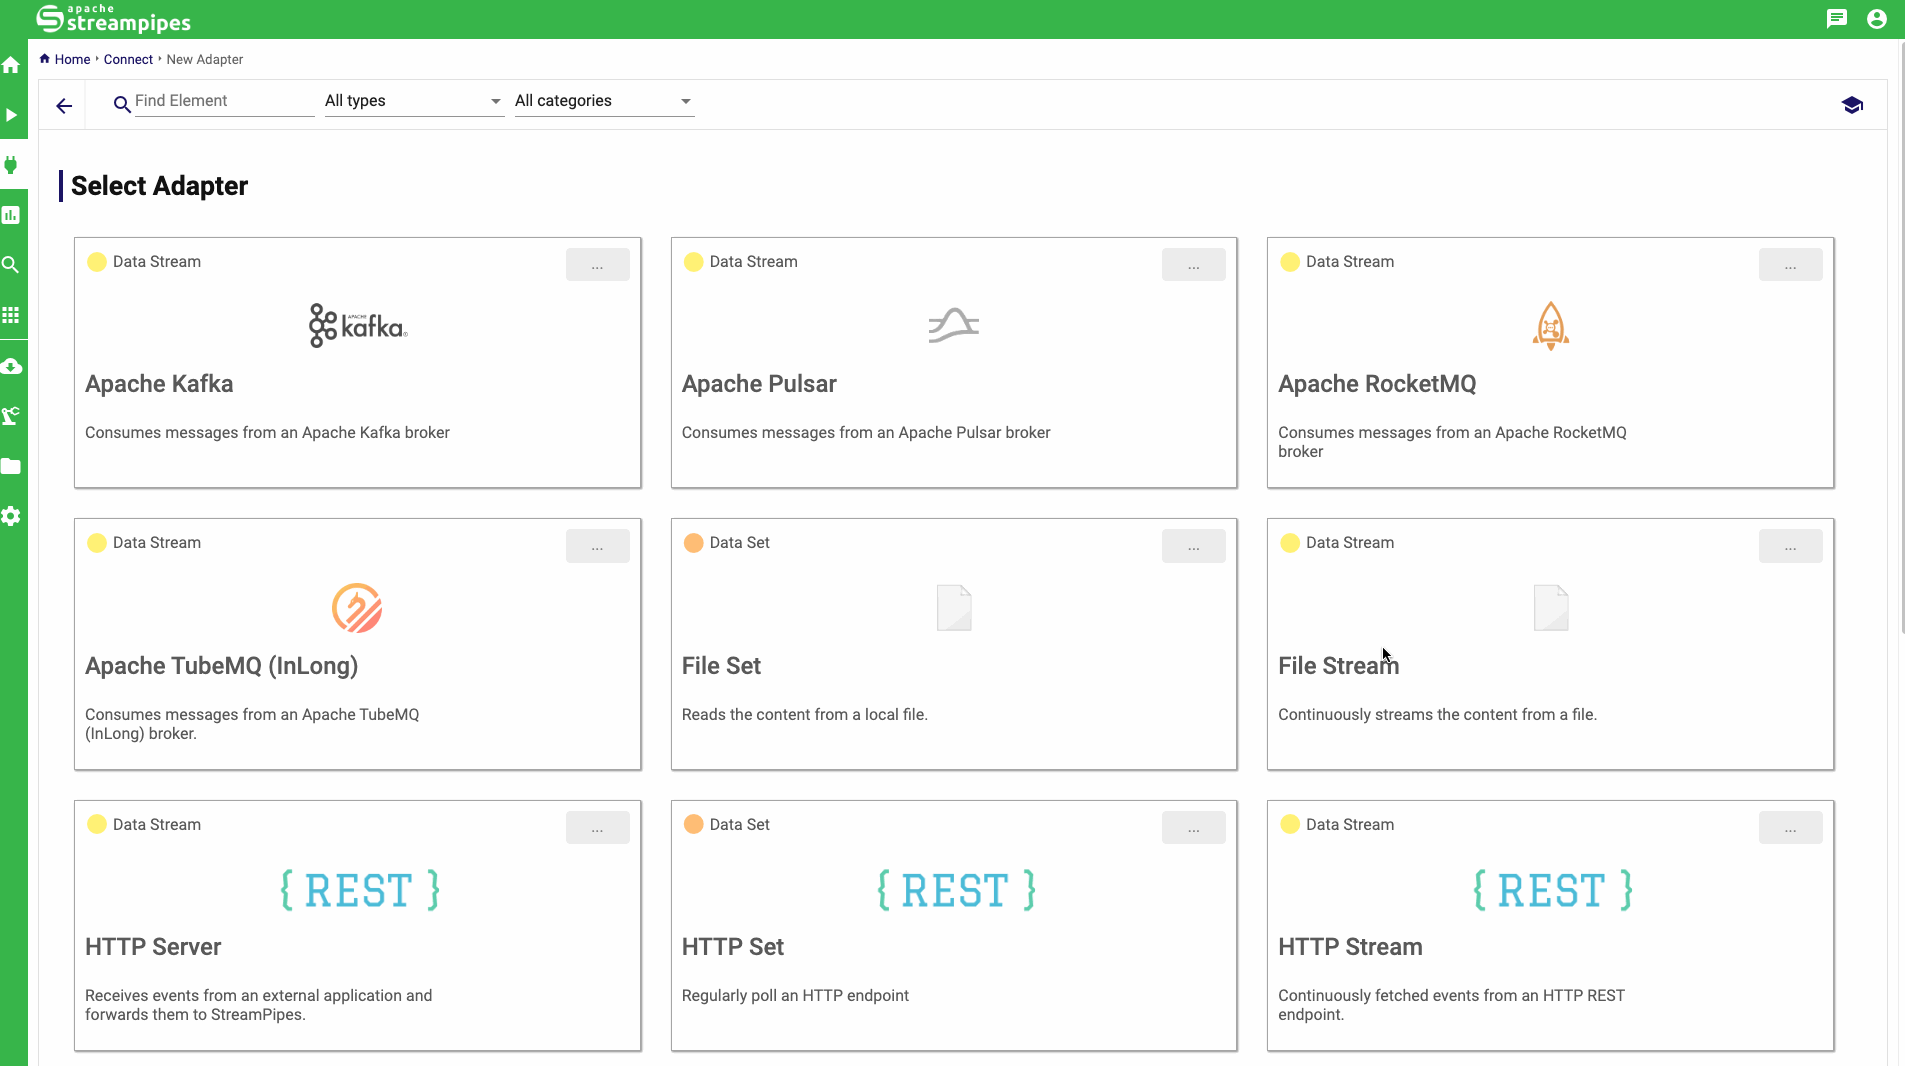 apache
streampipes
Home Connect New Adapter
Find Element All types All categories
Select Adapter
Data Stream ...
APACHE
kafka®
Apache Kafka
Consumes messages from an Apache Kafka broker
Data Stream ...
Apache Pulsar
Consumes messages from an Apache Pulsar broker
Data Stream ...
Apache RocketMQ
Consumes messages from an Apache RocketMQ
broker
Data Stream ...
Apache TubeMQ (InLong)
Consumes messages from an Apache TubeMQ
(InLong) broker.
Data Set ...
File Set
Reads the content from a local file.
Data Stream ...
File Stream
Continuously streams the content from a file.
Data Stream ...
{ REST }
HTTP Server
Receives events from an external application and
forwards them to StreamPipes.
Data Set ...
{ REST }
HTTP Set
Regularly poll an HTTP endpoint
Data Stream ...
{ REST }
HTTP Stream
Continuously fetched events from an HTTP REST
endpoint.